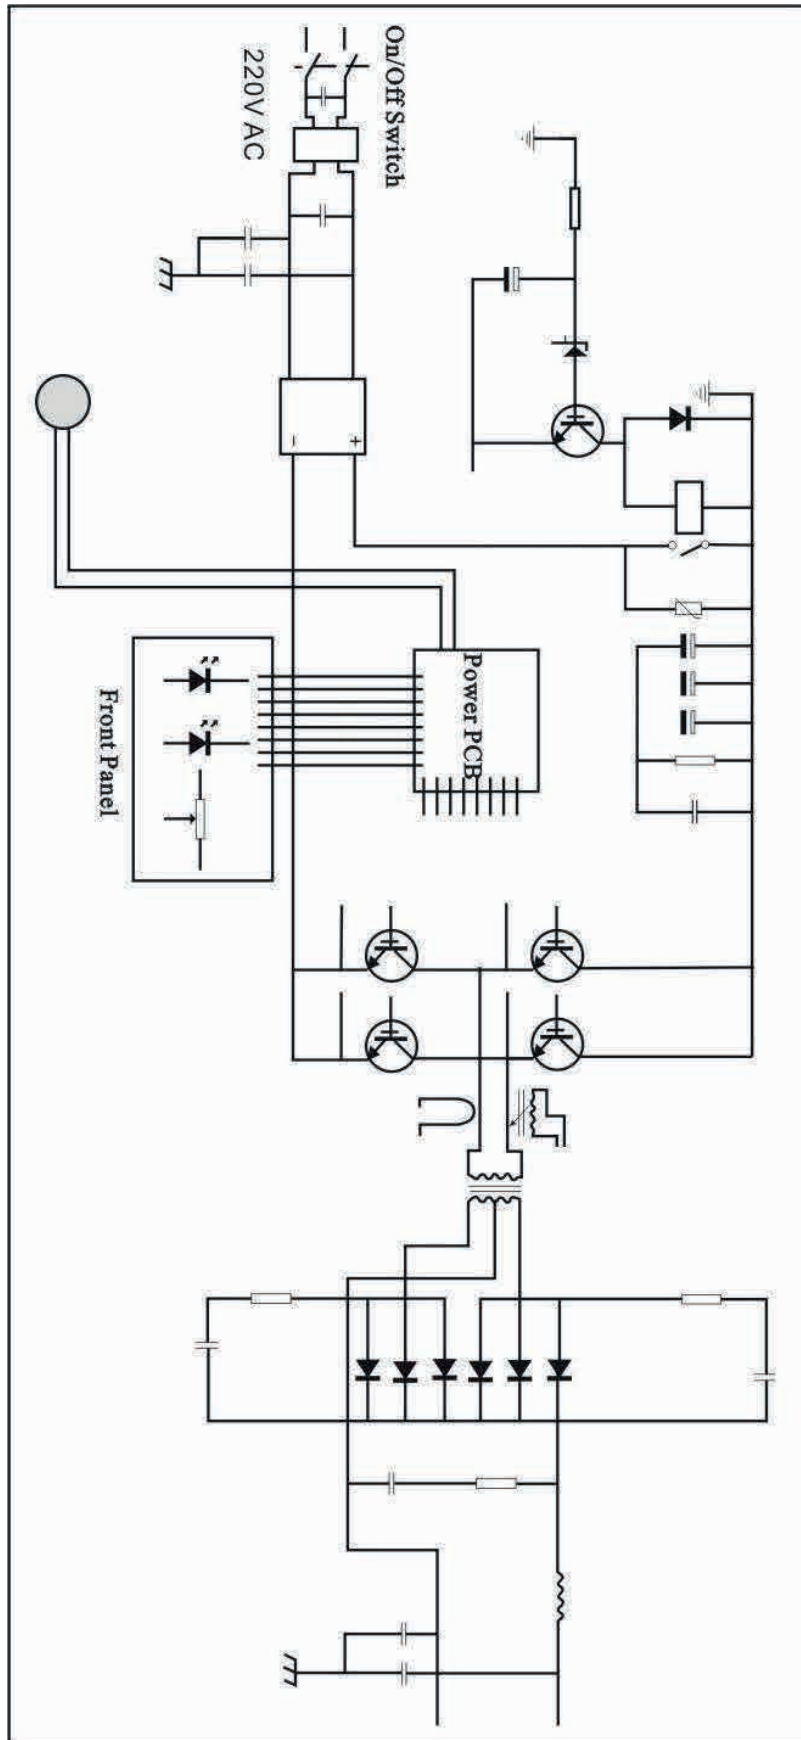 On/Off Switch
220V AC
- +
Power PCB
Front Panel